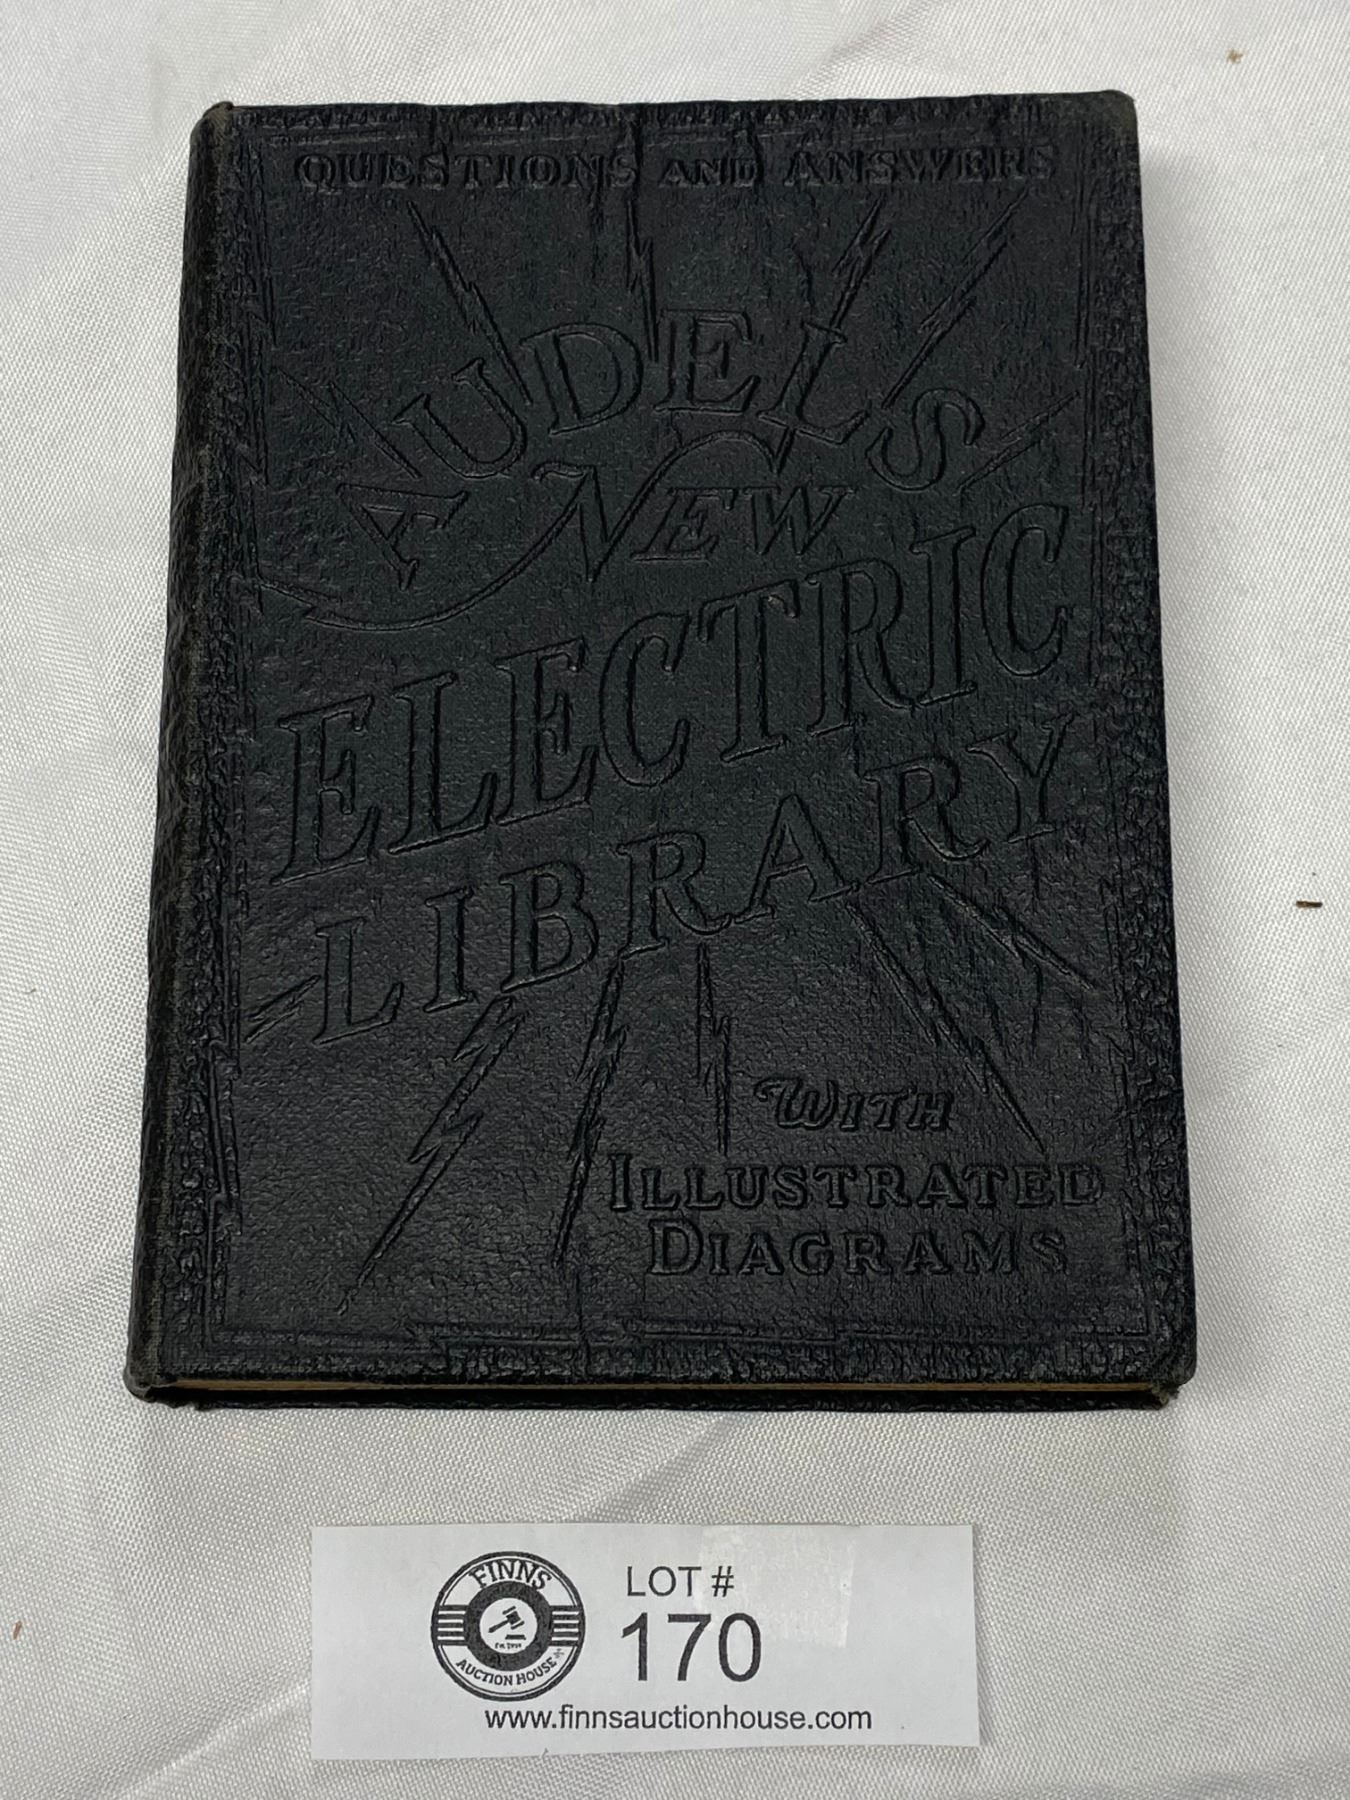 QUESTIONS AND ANSWERS
AUDELS
NEW
ELECTRIC
LIBRARY
WITH
ILLUSTRATED
DIAGRAMS
FINNS
AUCTION HOUSE
LOT #
170
www.finnsauctionhouse.com